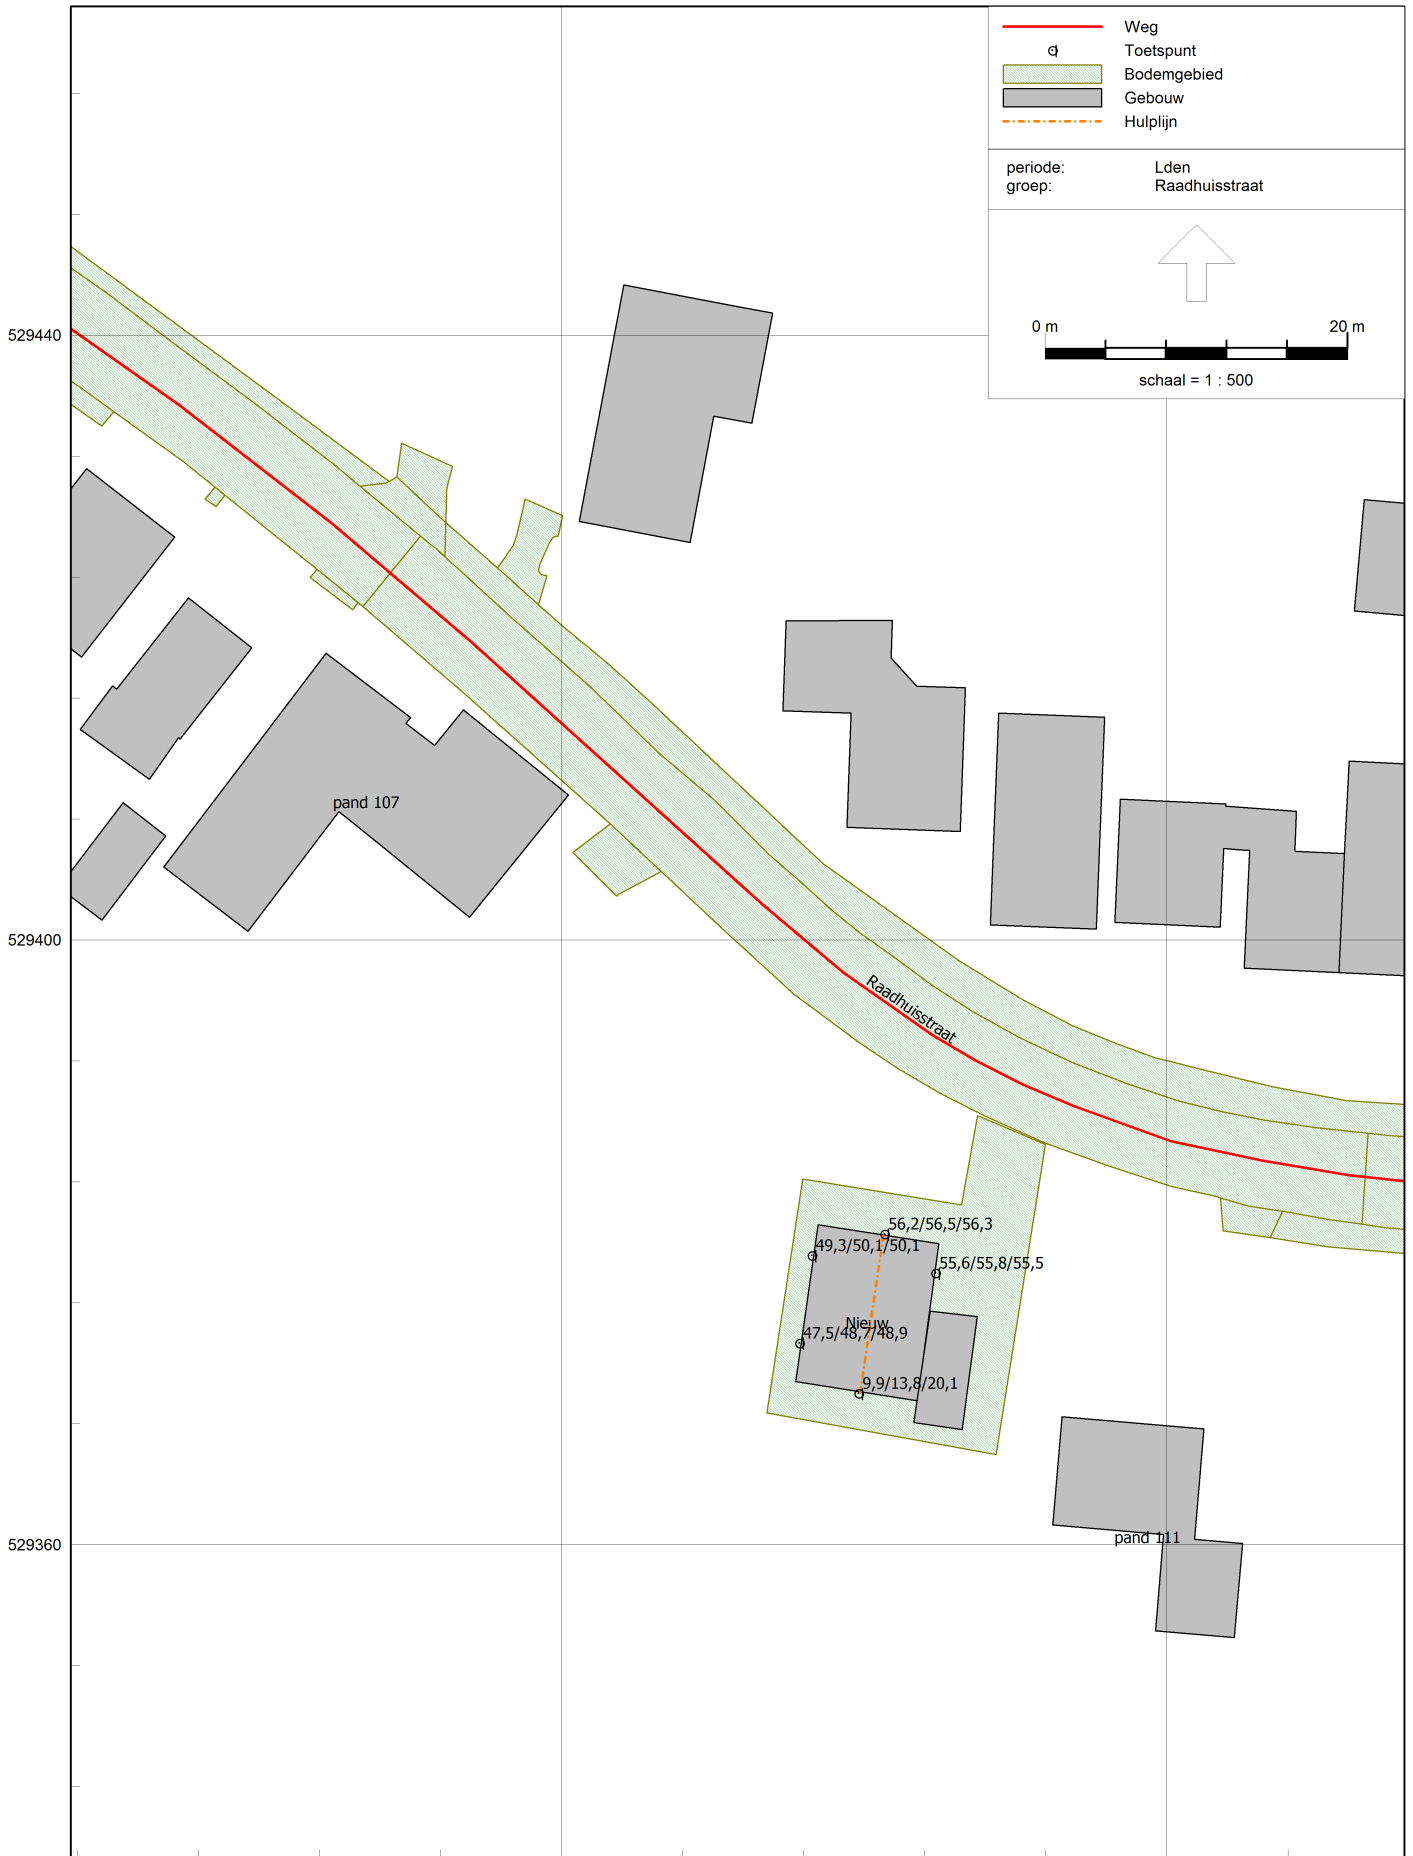 Weg
Toetspunt
Bodemgebied
Gebouw
Hulplijn
periode: Lden
groep: Raadhuisstraat
0 m 20 m
schaal = 1 : 500
529440
pand 107
529400
Raadhuisstraat
56,2/56,5/56,3
49,3/50,1/50,1
55,6/55,8/55,5
Nieuw
47,5/48,7/48,9
9,9/13,8/20,1
pand 111
529360